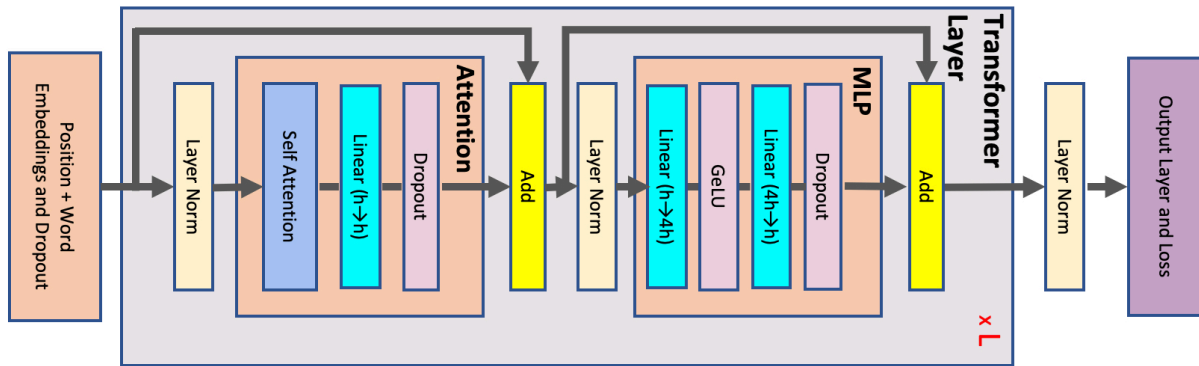 Position + Word
Embeddings and Dropout
Layer Norm
Attention
Self Attention
Linear (h→h)
Dropout
Add
Layer Norm
MLP
Linear (h→4h)
GeLU
Linear (4h→h)
Dropout
Add
Transformer
Layer
x L
Layer Norm
Output Layer and Loss